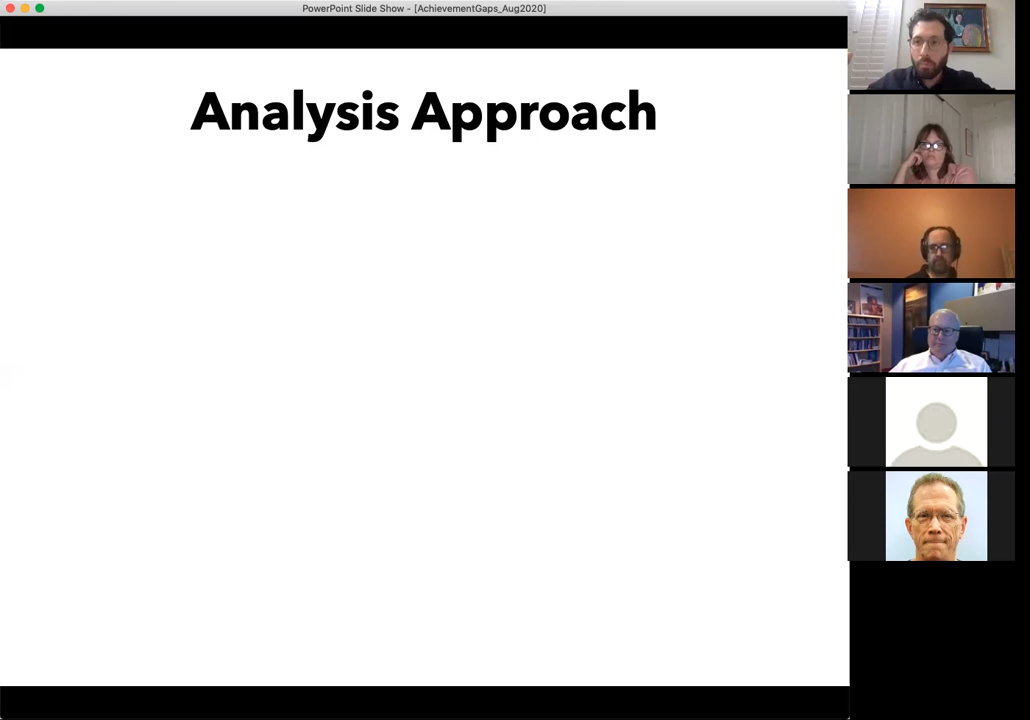 PowerPoint Slide Show - [AchievementGaps_Aug2020]
Analysis Approach